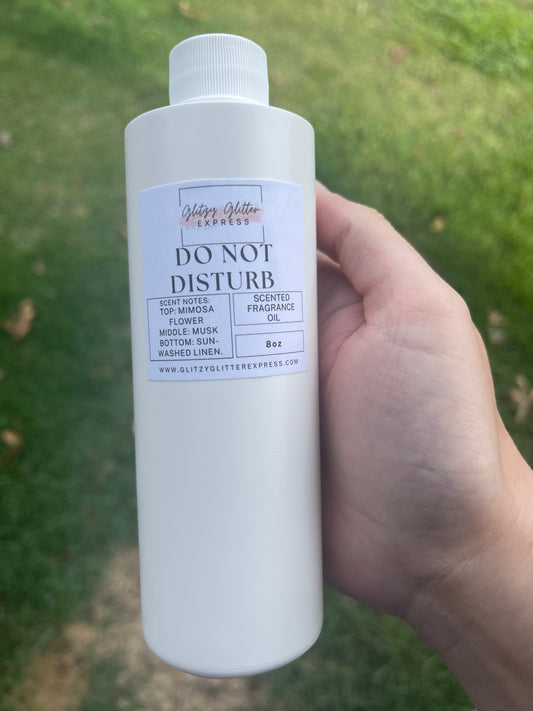 Glitzy Glitter
EXPRESS
DO NOT
DISTURB
SCENT NOTES:
TOP: MIMOSA
FLOWER
MIDDLE: MUSK
BOTTOM: SUN-
WASHED LINEN.
SCENTED
FRAGRANCE
OIL
8oz
WWW.GLITZYGLITTEREXPRESS.COM